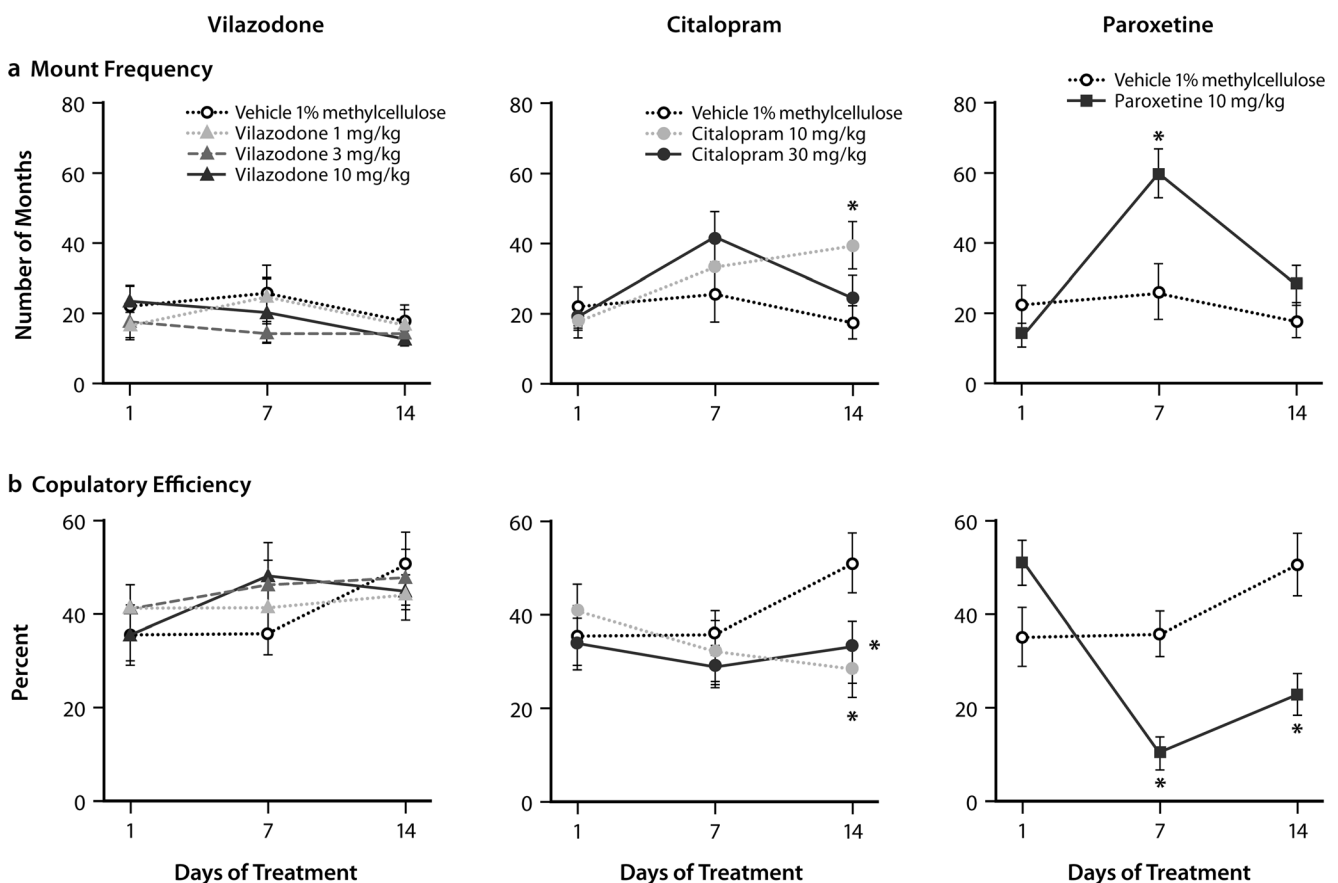 Vilazodone
Citalopram
Paroxetine
a Mount Frequency
Number of Months
80
60
40
20
0
1
7
14
Vehicle 1% methylcellulose
Vilazodone 1 mg/kg
Vilazodone 3 mg/kg
Vilazodone 10 mg/kg
80
60
40
20
0
1
7
14
Vehicle 1% methylcellulose
Citalopram 10 mg/kg
Citalopram 30 mg/kg
*
80
60
40
20
0
1
7
14
Vehicle 1% methylcellulose
Paroxetine 10 mg/kg
*
b Copulatory Efficiency
Percent
60
40
20
0
1
7
14
Days of Treatment
60
40
20
0
1
7
14
*
*
Days of Treatment
60
40
20
0
1
7
14
*
*
Days of Treatment